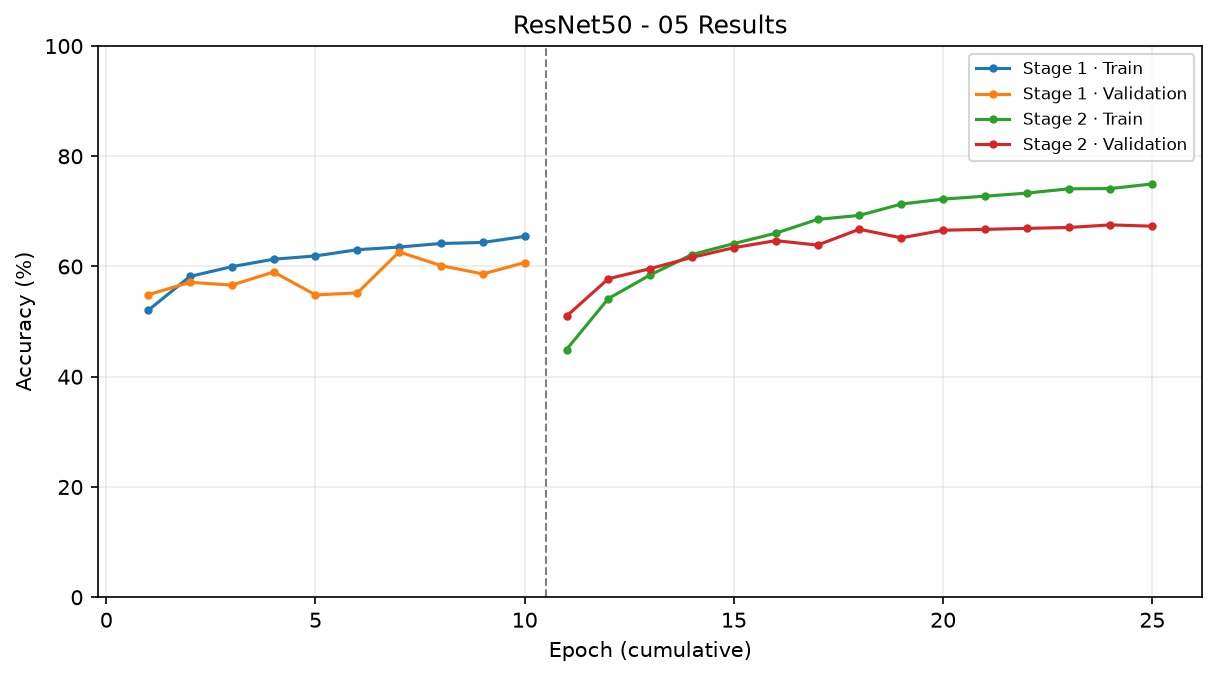 ResNet50 - 05 Results
100
80
60
40
20
0
Accuracy (%)
Stage 1 · Train
Stage 1 · Validation
Stage 2 · Train
Stage 2 · Validation
0 5 10 15 20 25
Epoch (cumulative)